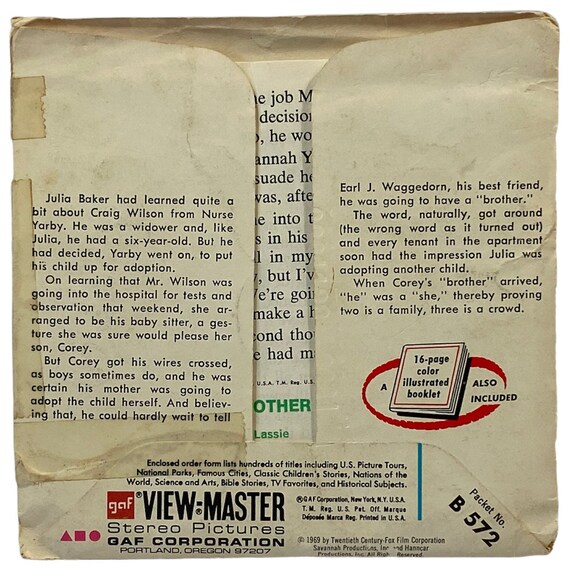 Julia Baker had learned quite a
bit about Craig Wilson from Nurse
Yarby. He was a widower and, like
Julia, he had a six-year-old. But he
had decided, Yarby went on, to put
his child up for adoption.
On learning that Mr. Wilson was
going into the hospital for tests and
observation that weekend, she ar-
ranged to be his baby sitter, a ges-
ture she was sure would please her
son, Corey.
But Corey got his wires crossed,
as boys sometimes do, and he was
certain his mother was going to
adopt the child herself. And believ-
ing that, he could hardly wait to tell
he job M
decision
, he wo
annah Y
suade he
was, afte
me into t
s in his
ll in my
y, but I've
e're goi
make a h
cond tho
e had m
U.S.A. T.M. Reg. U.S.
OTHER
Lassie
Earl J. Waggedorn, his best friend,
he was going to have a "brother."
The word, naturally, got around
(the wrong word as it turned out)
and every tenant in the apartment
soon had the impression Julia was
adopting another child.
When Corey's "brother" arrived,
"he" was a "she," thereby proving
two is a family, three is a crowd.
A
16-page
color
illustrated
booklet
ALSO
INCLUDED
Enclosed order form lists hundreds of titles including U.S. Picture Tours,
National Parks, Famous Cities, Classic Children's Stories, Nations of the
World, Science and Arts, Bible Stories, TV Favorites, and Historical Subjects.
gaf ® VIEW-MASTER
Stereo Pictures
GAF CORPORATION
PORTLAND, OREGON 97207
® GAF Corporation, New York, N.Y. U.S.A.
T. M. Reg. U.S. Pat. Off. Marque
Déposée Marca Reg. Printed in U.S.A.
© 1969 by Twentieth Century-Fox Film Corporation
Savannah Productions, Inc. and Hanncar
Productions, Inc.
Packet No.
B 572